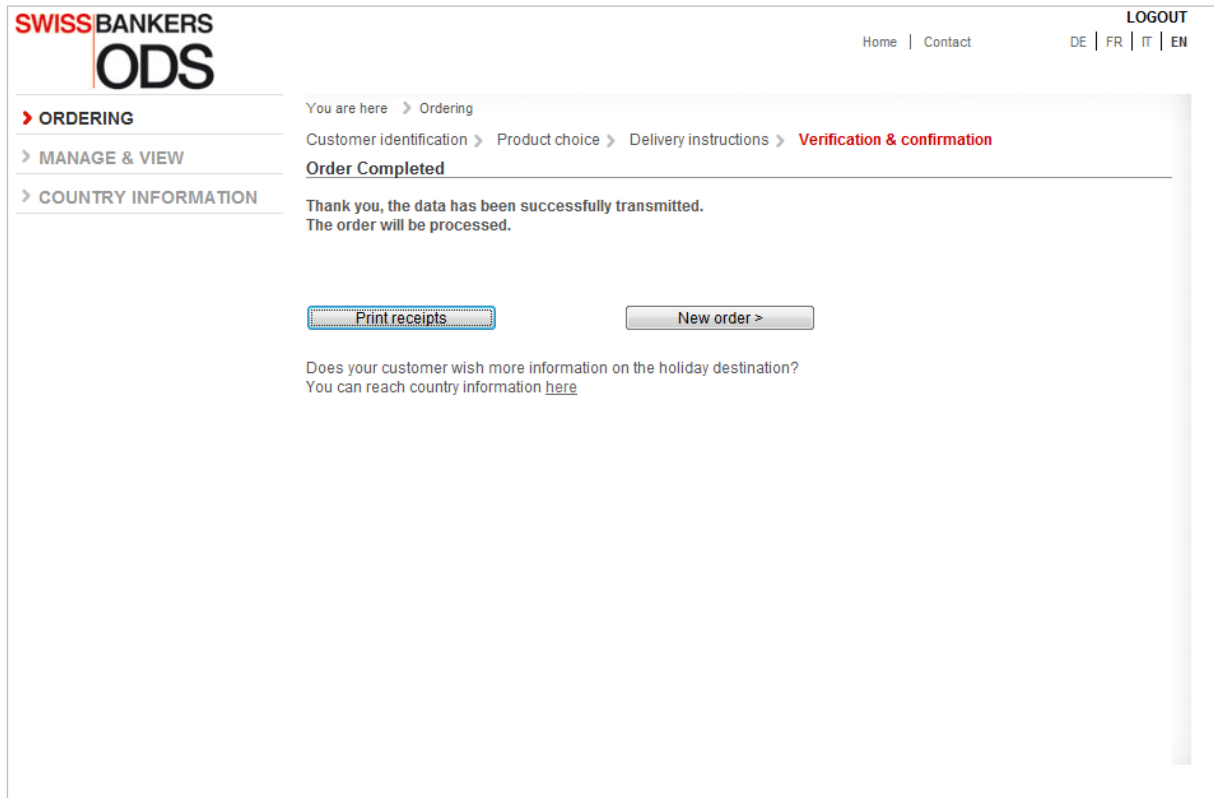 SWISSBANKERS
ODS
LOGOUT
Home | Contact
DE | FR | IT | EN
ORDERING
MANAGE & VIEW
COUNTRY INFORMATION
You are here > Ordering
Customer identification > Product choice > Delivery instructions > Verification & confirmation
Order Completed
Thank you, the data has been successfully transmitted.
The order will be processed.
Print receipts
New order >
Does your customer wish more information on the holiday destination?
You can reach country information here